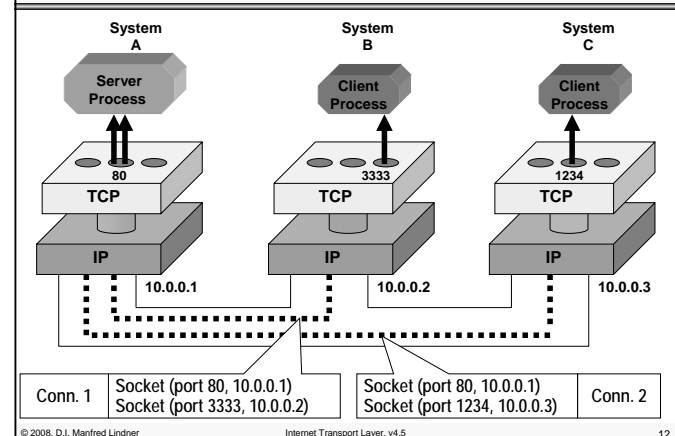 System
A
System
B
System
C
Server
Process
Client
Process
Client
Process
80
3333
1234
TCP
TCP
TCP
IP
IP
IP
10.0.0.1
10.0.0.2
10.0.0.3
Conn. 1
Socket (port 80, 10.0.0.1)
Socket (port 3333, 10.0.0.2)
Socket (port 80, 10.0.0.1)
Socket (port 1234, 10.0.0.3)
Conn. 2
© 2008, D.I. Manfred Lindner
Internet Transport Layer, v4.5
12